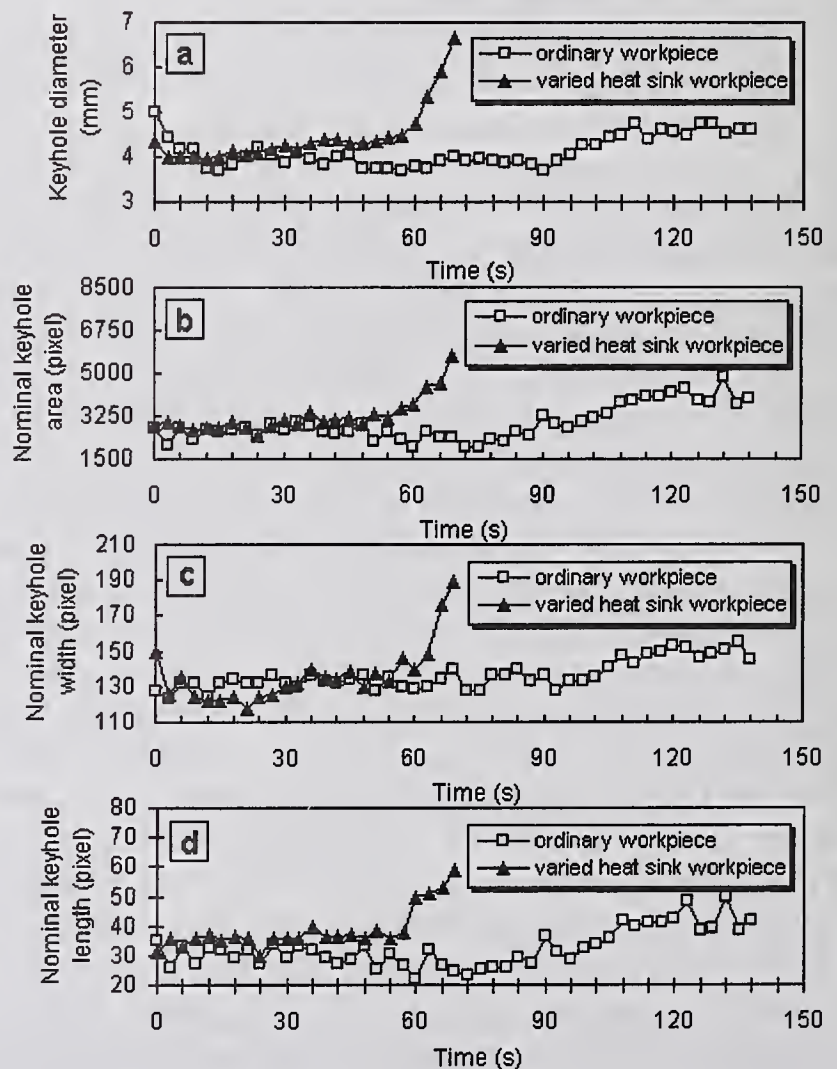 7
6
5
4
3
Keyhole diameter
(mm)
a
ordinary workpiece
varied heat sink workpiece
0 30 60 90 120 150
Time (s)
8500
6750
5000
3250
1500
Nominal keyhole
area (pixel)
b
ordinary workpiece
varied heat sink workpiece
0 30 60 90 120 150
Time (s)
210
190
170
150
130
110
Nominal keyhole
width (pixel)
c
ordinary workpiece
varied heat sink workpiece
0 30 60 90 120 150
Time (s)
80
70
60
50
40
30
20
Nominal keyhole
length (pixel)
d
ordinary workpiece
varied heat sink workpiece
0 30 60 90 120 150
Time (s)